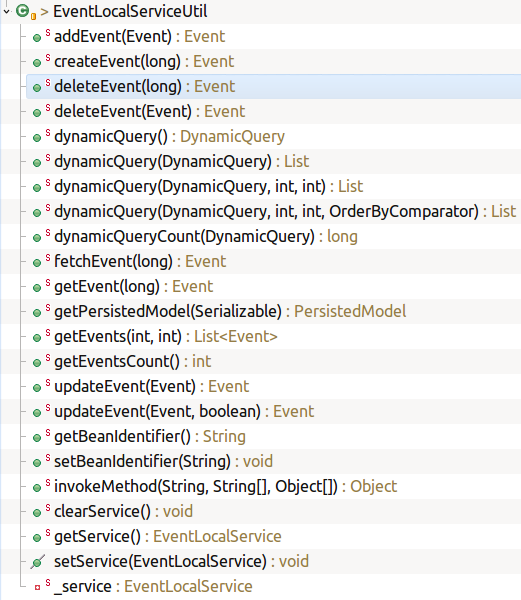 > EventLocalServiceUtil
S addEvent(Event) : Event
S createEvent(long) : Event
S deleteEvent(long) : Event
S deleteEvent(Event) : Event
S dynamicQuery() : DynamicQuery
S dynamicQuery(DynamicQuery) : List
S dynamicQuery(DynamicQuery, int, int) : List
S dynamicQuery(DynamicQuery, int, int, OrderByComparator) : List
S dynamicQueryCount(DynamicQuery) : long
S fetchEvent(long) : Event
S getEvent(long) : Event
S getPersistedModel(Serializable) : PersistedModel
S getEvents(int, int) : List<Event>
S getEventsCount() : int
S updateEvent(Event) : Event
S updateEvent(Event, boolean) : Event
S getBeanIdentifier() : String
S setBeanIdentifier(String) : void
S invokeMethod(String, String[], Object[]) : Object
S clearService() : void
S getService() : EventLocalService
S setService(EventLocalService) : void
S _service : EventLocalService